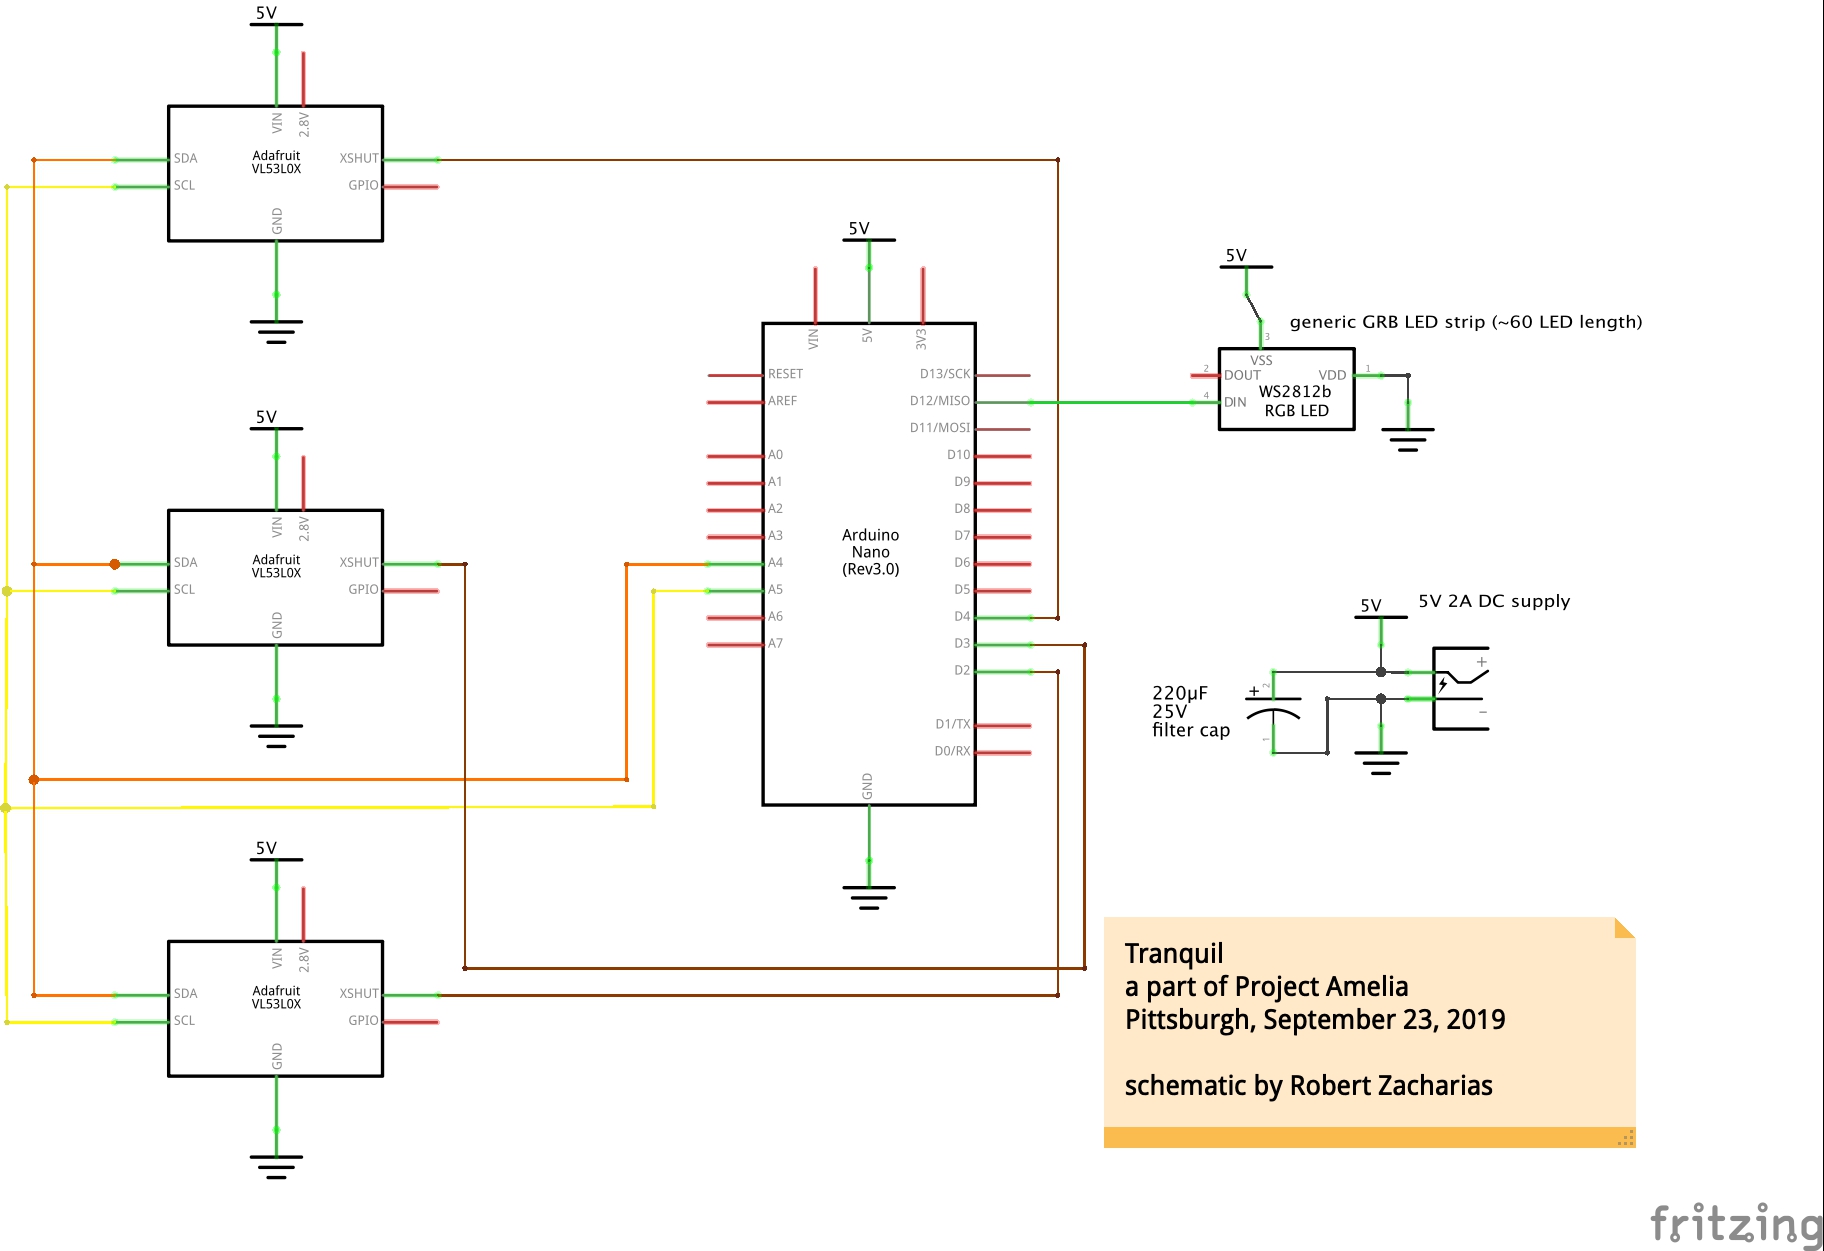 5V
VIN
2.8V
Adafruit
VL53L0X
SDA
SCL
XSHUT
GPIO
GND
5V
VIN
2.8V
Adafruit
VL53L0X
SDA
SCL
XSHUT
GPIO
GND
5V
VIN
2.8V
Adafruit
VL53L0X
SDA
SCL
XSHUT
GPIO
GND
5V
VIN
5V
3V3
RESET
AREF
A0
A1
A2
A3
A4
A5
A6
A7
Arduino
Nano
(Rev3.0)
D13/SCK
D12/MISO
D11/MOSI
D10
D9
D8
D7
D6
D5
D4
D3
D2
D1/TX
D0/RX
GND
5V
generic GRB LED strip (~60 LED length)
3
VSS
2
DOUT
VDD
1
WS2812b
RGB LED
4
DIN
5V
5V 2A DC supply
+
−
220µF
25V
filter cap
+
2
1
Tranquil
a part of Project Amelia
Pittsburgh, September 23, 2019
schematic by Robert Zacharias
fritzing